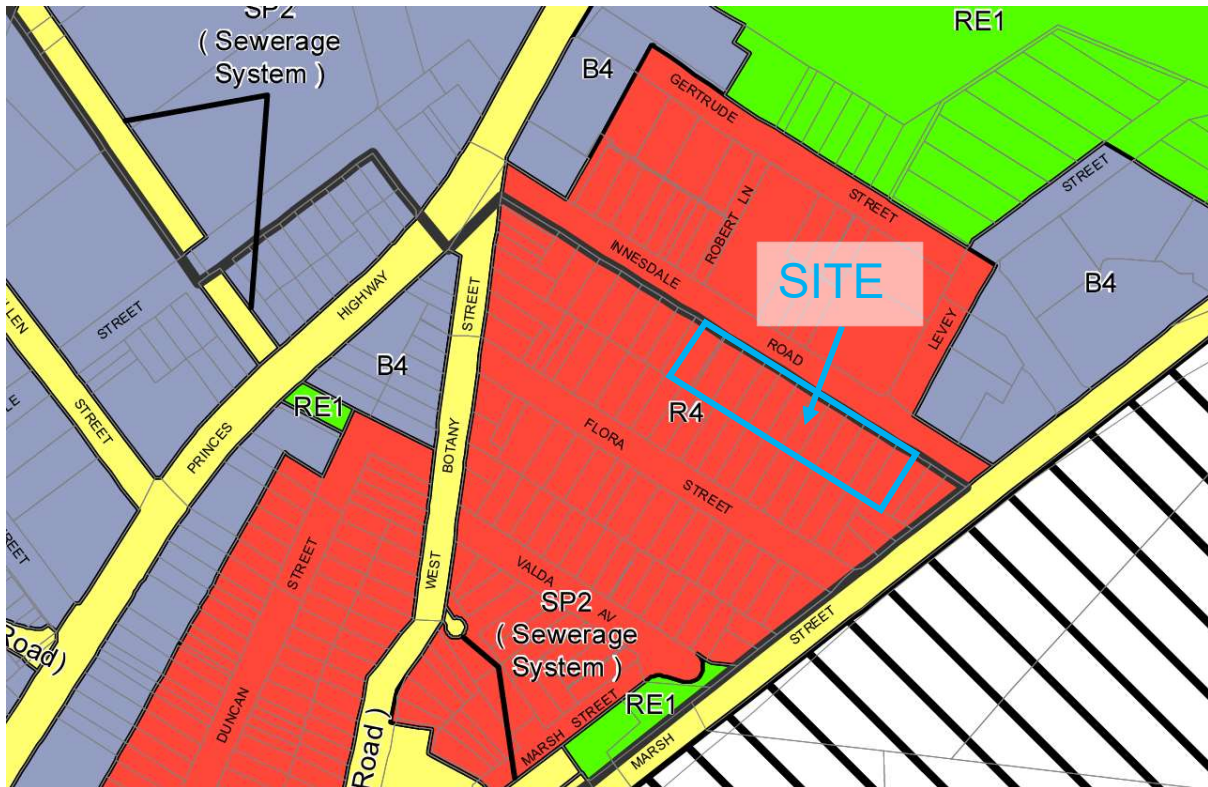 SP2
( Sewerage
System )
RE1
B4
GERTRUDE
STREET
STREET
ROBERT LN
INNESDALE
ROAD
SITE
LEVEY
B4
HIGHWAY
STREET
STREET
B4
RE1
R4
PRINCES
STREET
BOTANY
FLORA
STREET
STREET
WEST
VALDA
AV
SP2
( Sewerage
System )
STREET
DUNCAN
Road)
Road )
RE1
STREET
MARSH
STREET
MARSH